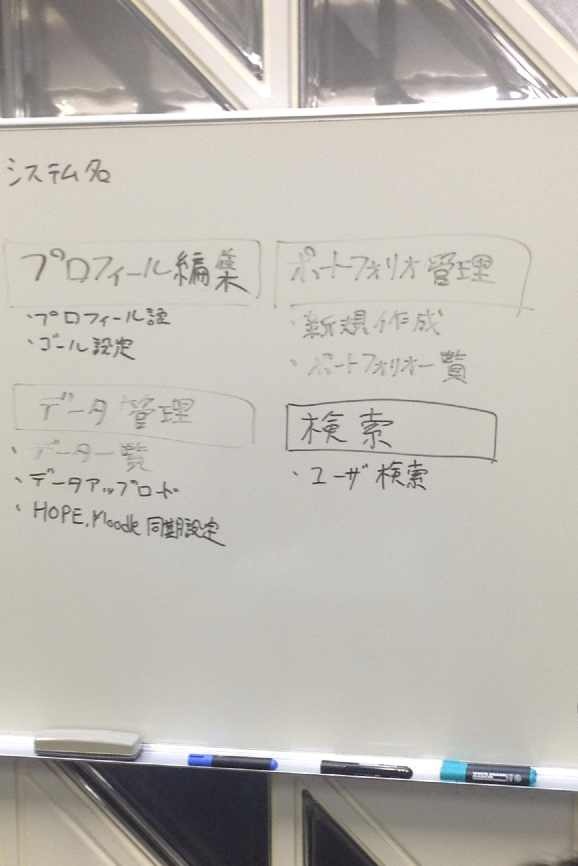 システム名
プロフィール編集
・プロフィール
・ゴール設定
ポートフォリオ管理
・新規作成
・ポートフォリオ一覧
データ管理
・データ一覧
・データアップロード
・HOPE, Moodle 同期設定
検索
・ユーザ検索